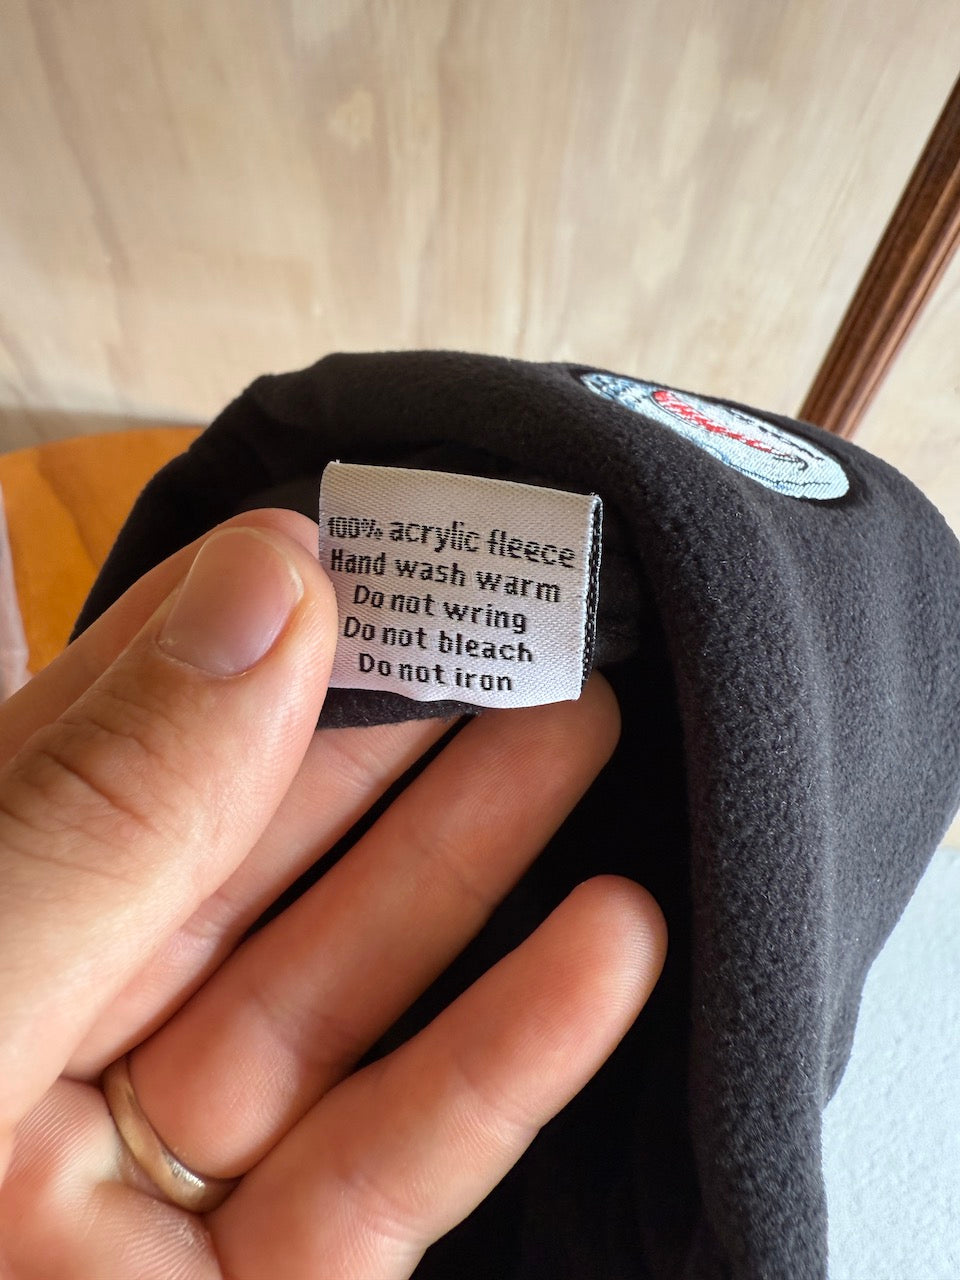 100% acrylic fleece
Hand wash warm
Do not wring
Do not bleach
Do not iron